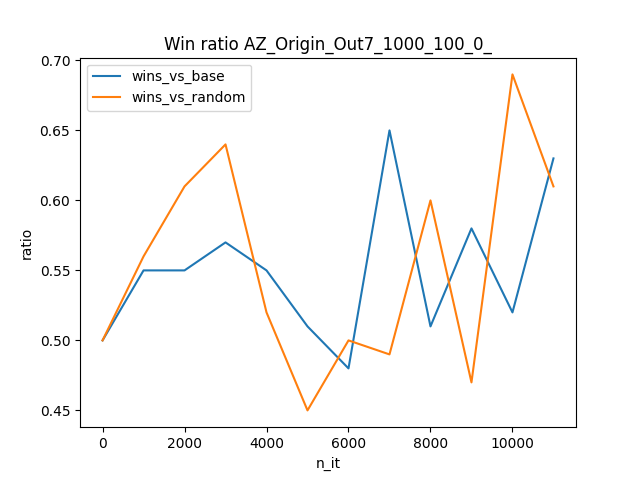 Win ratio AZ_Origin_Out7_1000_100_0_
wins_vs_base
wins_vs_random
ratio
0.70
0.65
0.60
0.55
0.50
0.45
0 2000 4000 6000 8000 10000
n_it